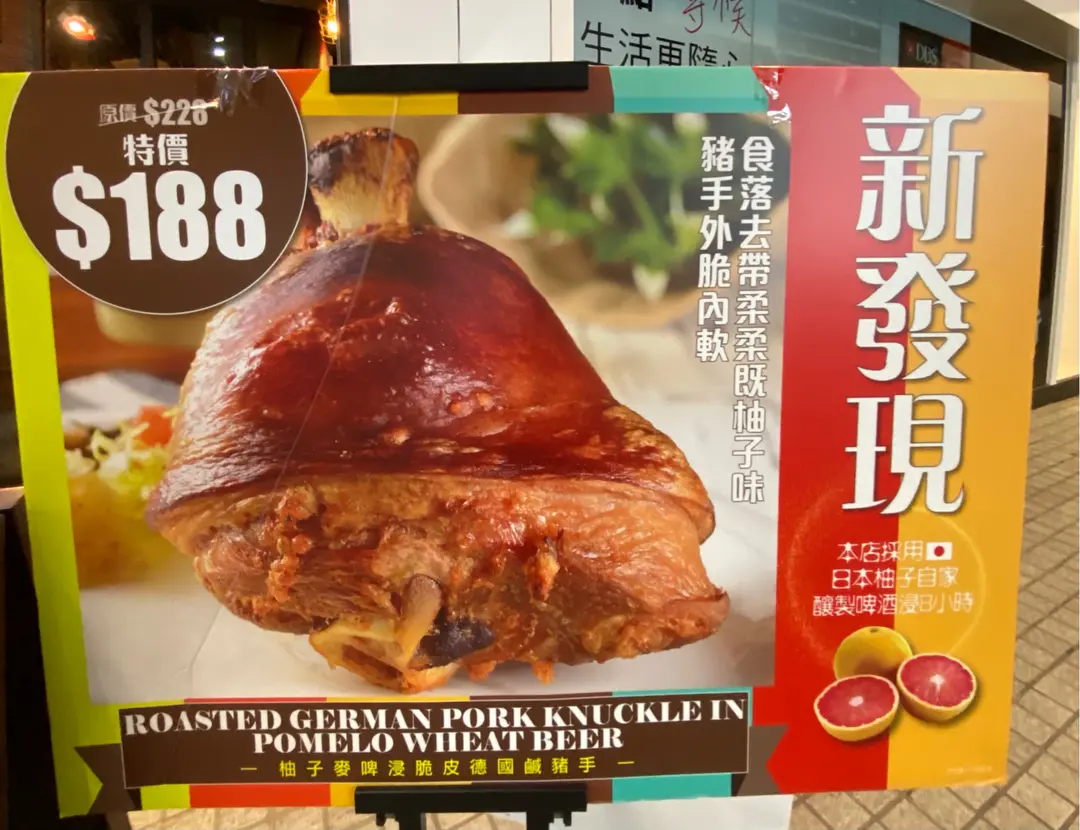 生活更隨
DBS
原價 $228
特價
$188
食落去帶柔柔既柚子味
豬手外脆內軟
新發現
本店採用
日本柚子自家
釀製啤酒浸8小時
ROASTED GERMAN PORK KNUCKLE IN
POMELO WHEAT BEER
— 柚子麥啤浸脆皮德國鹹豬手 —